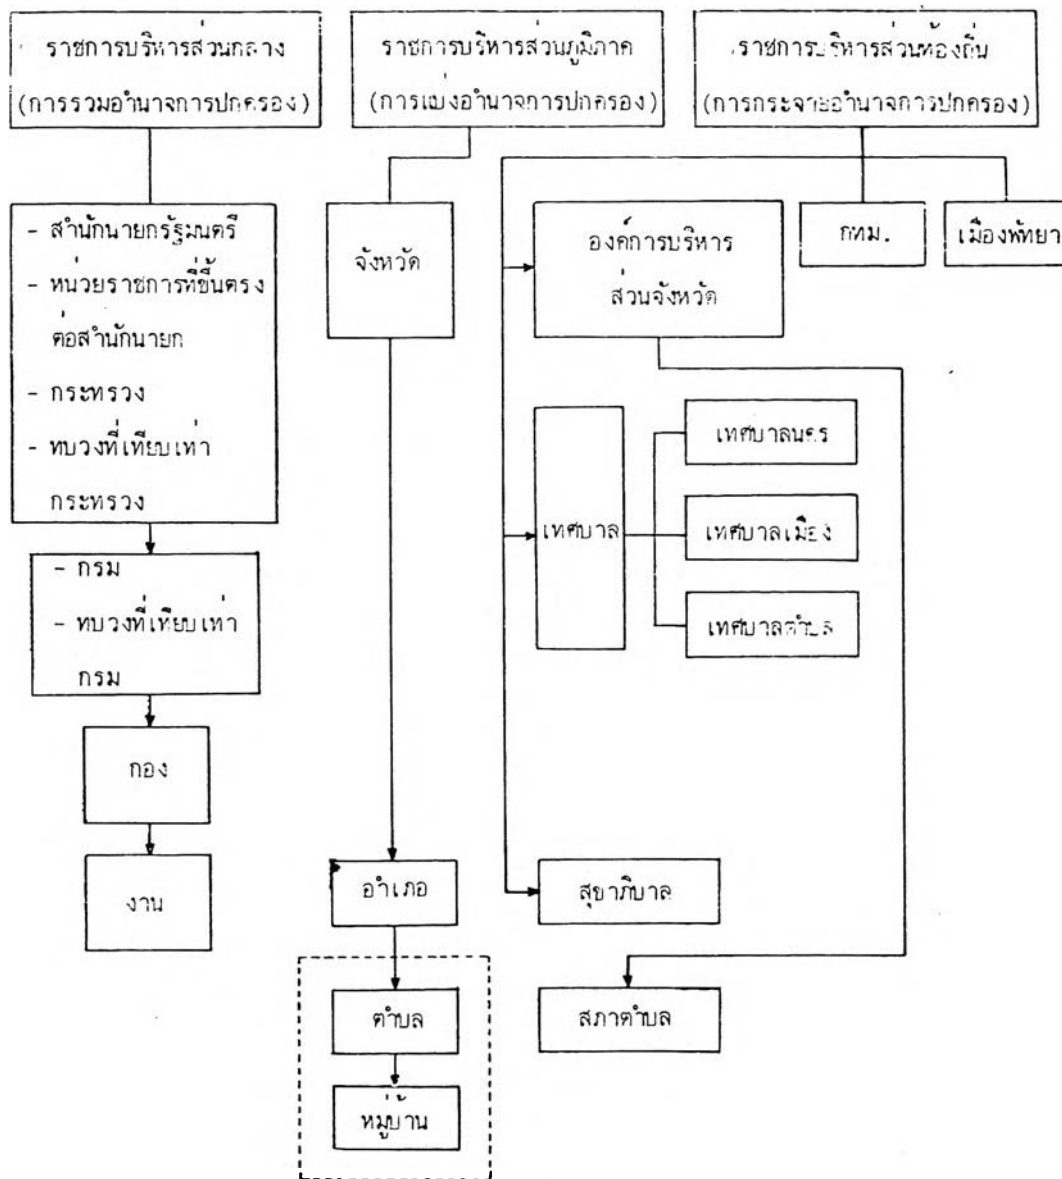 ราชการบริหารส่วนกลาง
(การรวมอำนาจการปกครอง)
ราชการบริหารส่วนภูมิภาค
(การแบ่งอำนาจการปกครอง)
ราชการบริหารส่วนท้องถิ่น
(การกระจายอำนาจการปกครอง)
- สำนักนายกรัฐมนตรี
- หน่วยราชการที่ขึ้นตรง
ต่อสำนักนายก
- กระทรวง
- ทบวงที่เทียบเท่า
กระทรวง
- กรม
- ทบวงที่เทียบเท่า
กรม
กอง
งาน
จังหวัด
อำเภอ
ตำบล
หมู่บ้าน
องค์การบริหาร
ส่วนจังหวัด
กทม.
เมืองพัทยา
เทศบาล
เทศบาลนคร
เทศบาลเมือง
เทศบาลตำบล
สุขาภิบาล
สภาตำบล